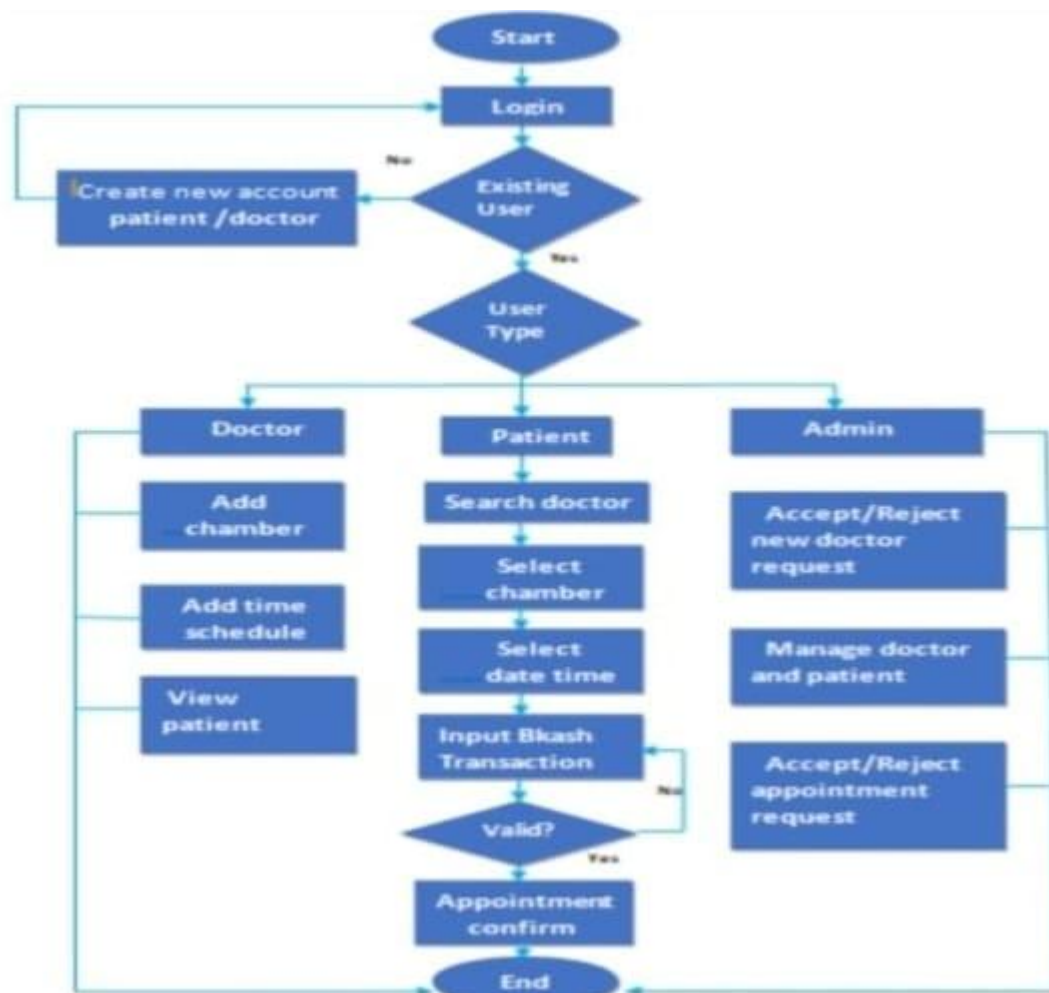 Start
Login
No
Create new account
patient /doctor
Existing
User
Yes
User
Type
Doctor
Patient
Admin
Add
chamber
Search doctor
Accept/Reject
new doctor
request
Select
chamber
Add time
schedule
Select
date time
Manage doctor
and patient
View
patient
Input Bkash
Transaction
Accept/Reject
appointment
request
No
Valid?
Yes
Appointment
confirm
End